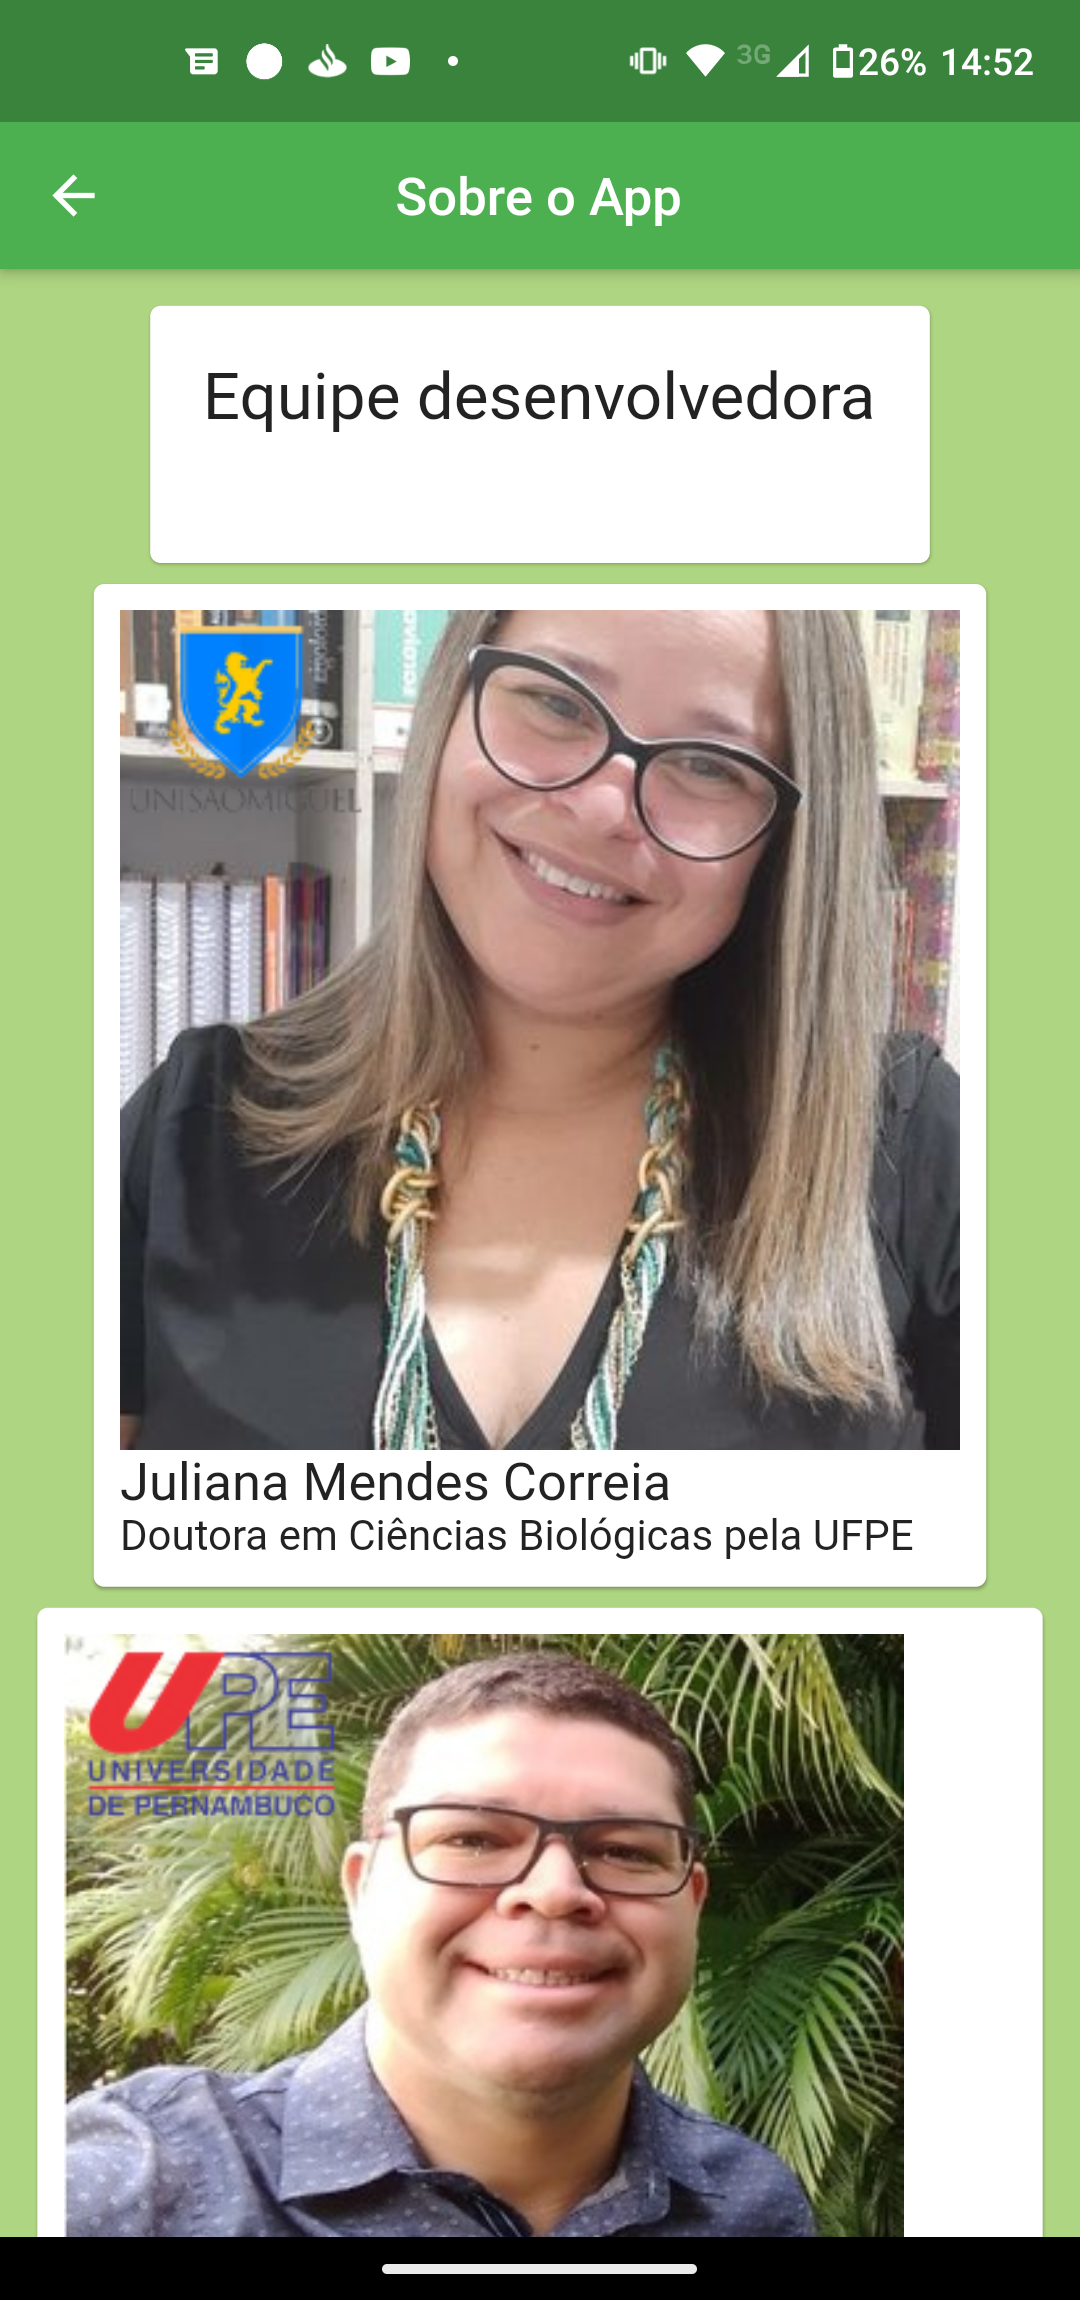 3G
26% 14:52
Sobre o App
Equipe desenvolvedora
UNISAOMIGUEL
Juliana Mendes Correia
Doutora em Ciências Biológicas pela UFPE
UPE
UNIVERSIDADE
DE PERNAMBUCO